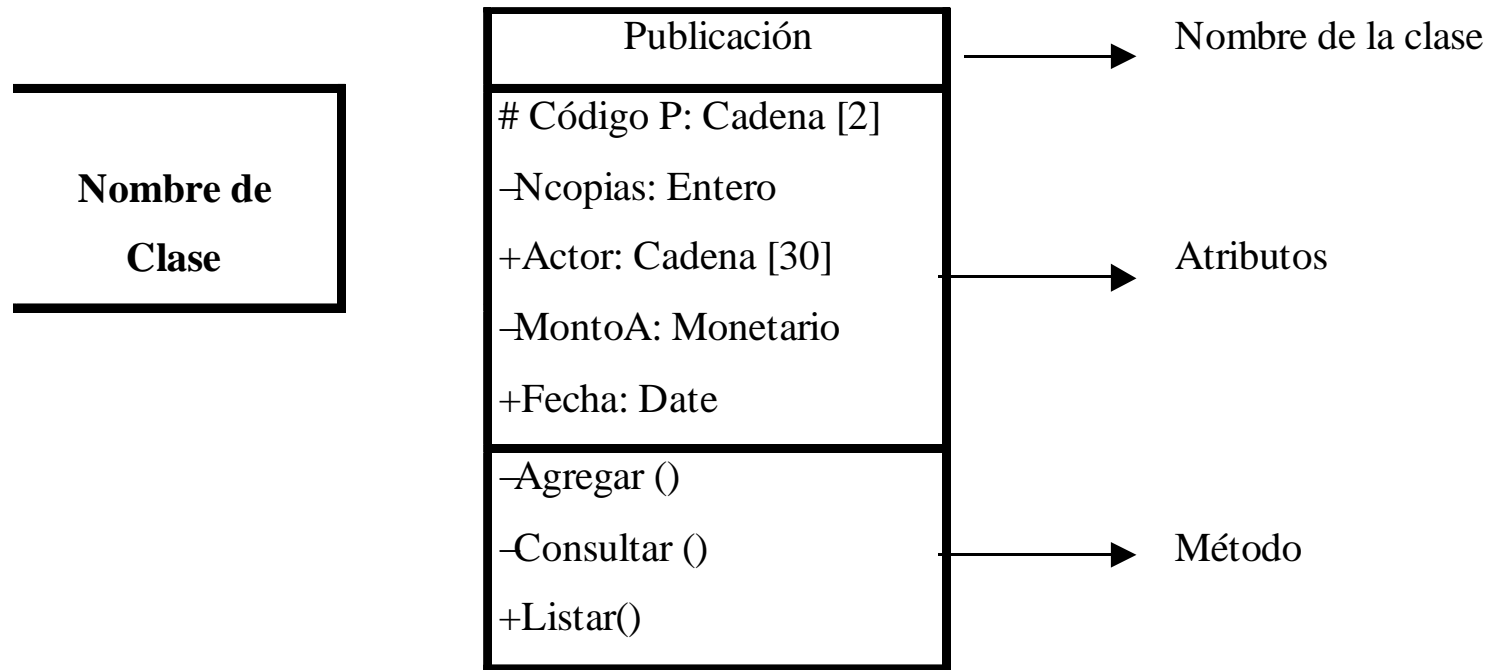 Publicación
Nombre de la clase
Nombre de
Clase
# Código P: Cadena [2]
–Ncopias: Entero
+Actor: Cadena [30]
–MontoA: Monetario
+Fecha: Date
Atributos
–Agregar ()
–Consultar ()
+Listar()
Método